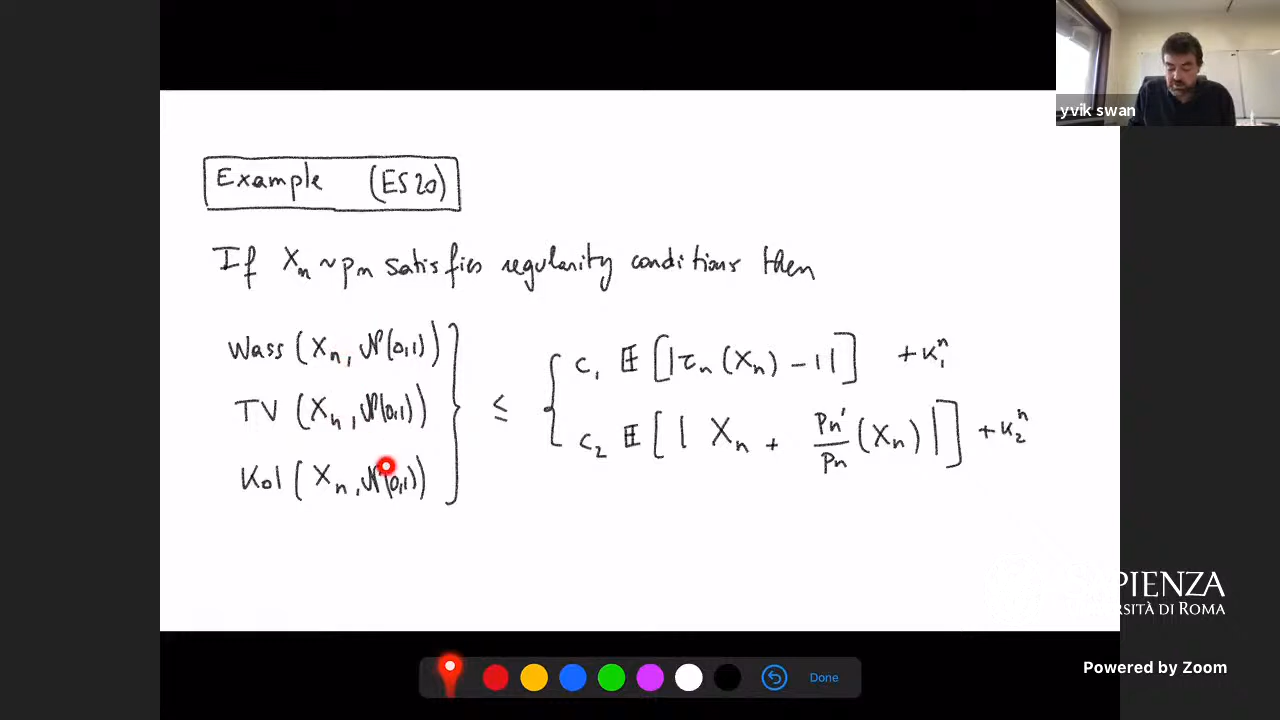 yvik swan
Example (ES20)
If Xₙ ~ pₙ satisfies regularity conditions then
Wass (Xₙ, 𝒩(0,1))
TV (Xₙ, 𝒩(0,1))
Kol (Xₙ, 𝒩(0,1))
≤
c₁ 𝔼 [|τₙ(Xₙ) − 1|] + κ₁ⁿ
c₂ 𝔼 [| Xₙ + pₙ'/pₙ (Xₙ) |] + κ₂ⁿ
PIENZA
RSITÀ DI ROMA
Powered by Zoom
Done